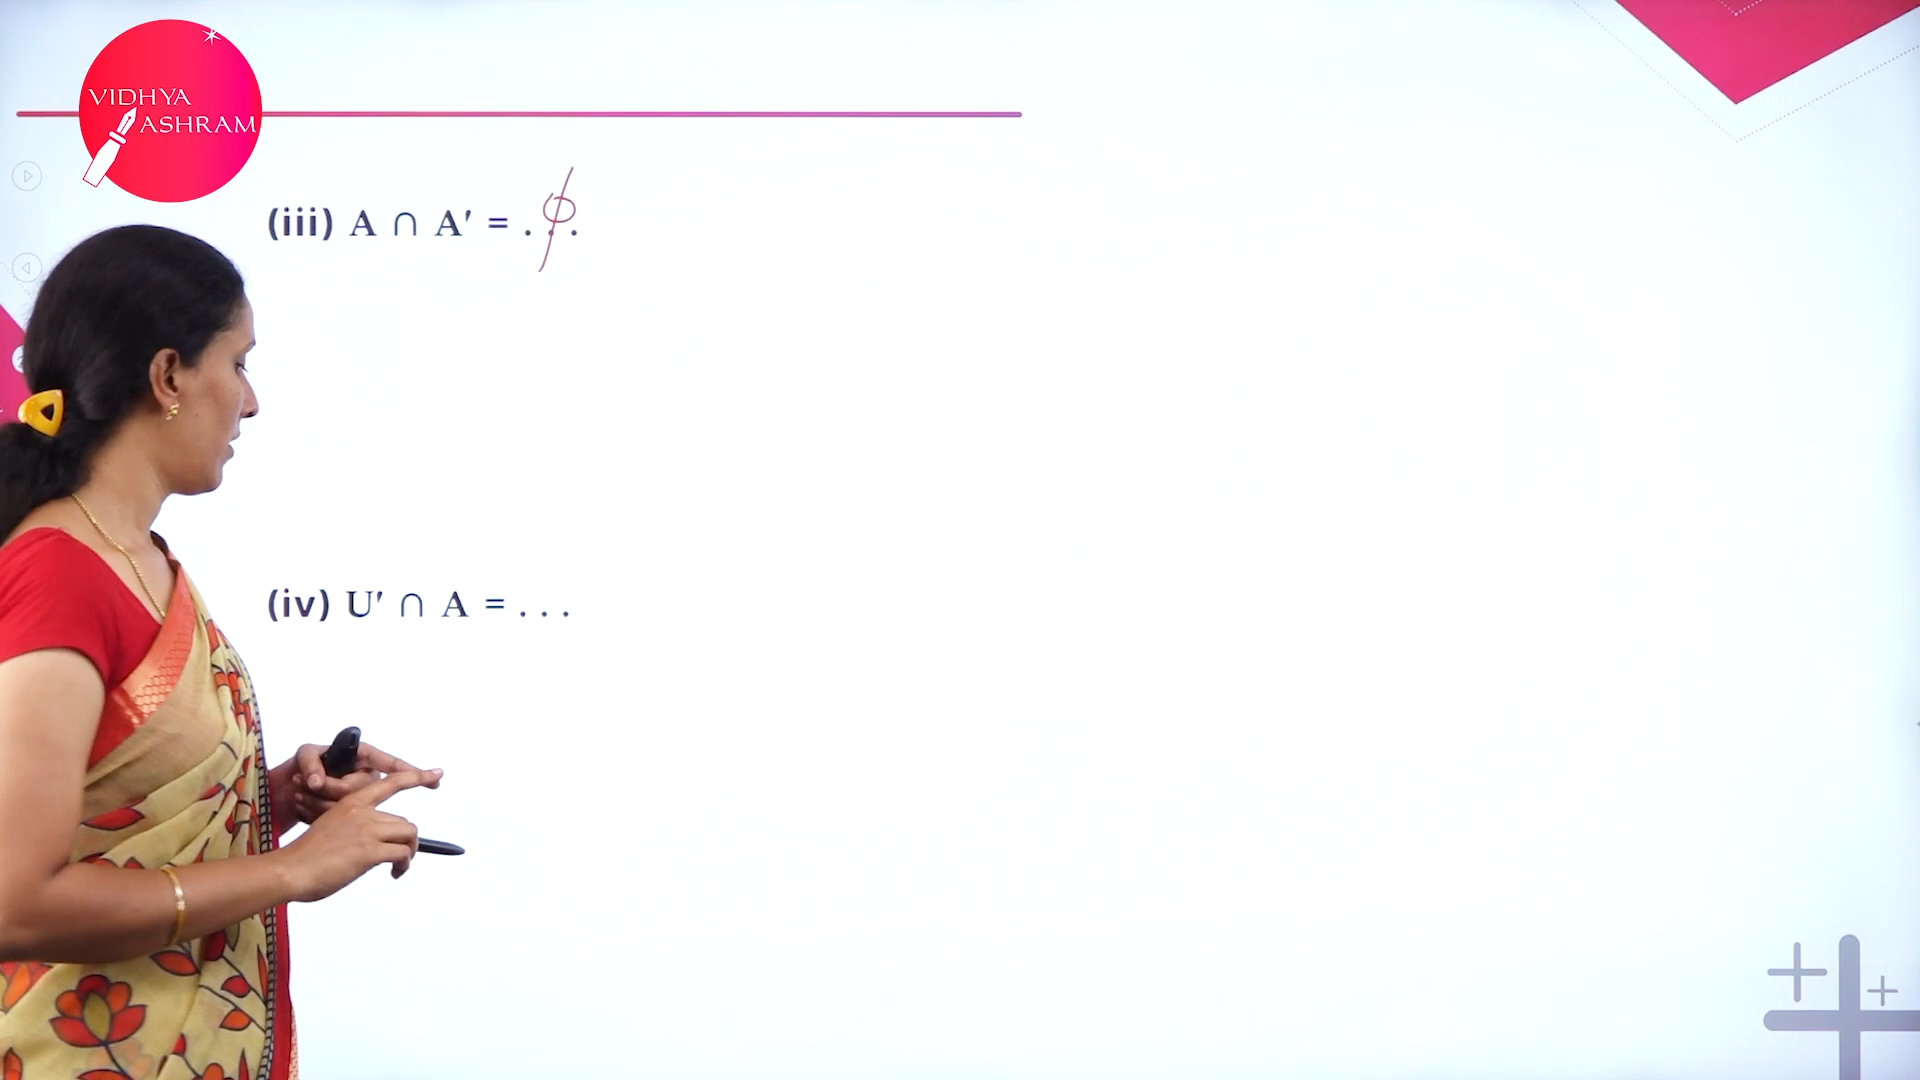 VIDHYA
ASHRAM
(iii) A ∩ A′ = . . . ϕ
(iv) U′ ∩ A = . . .